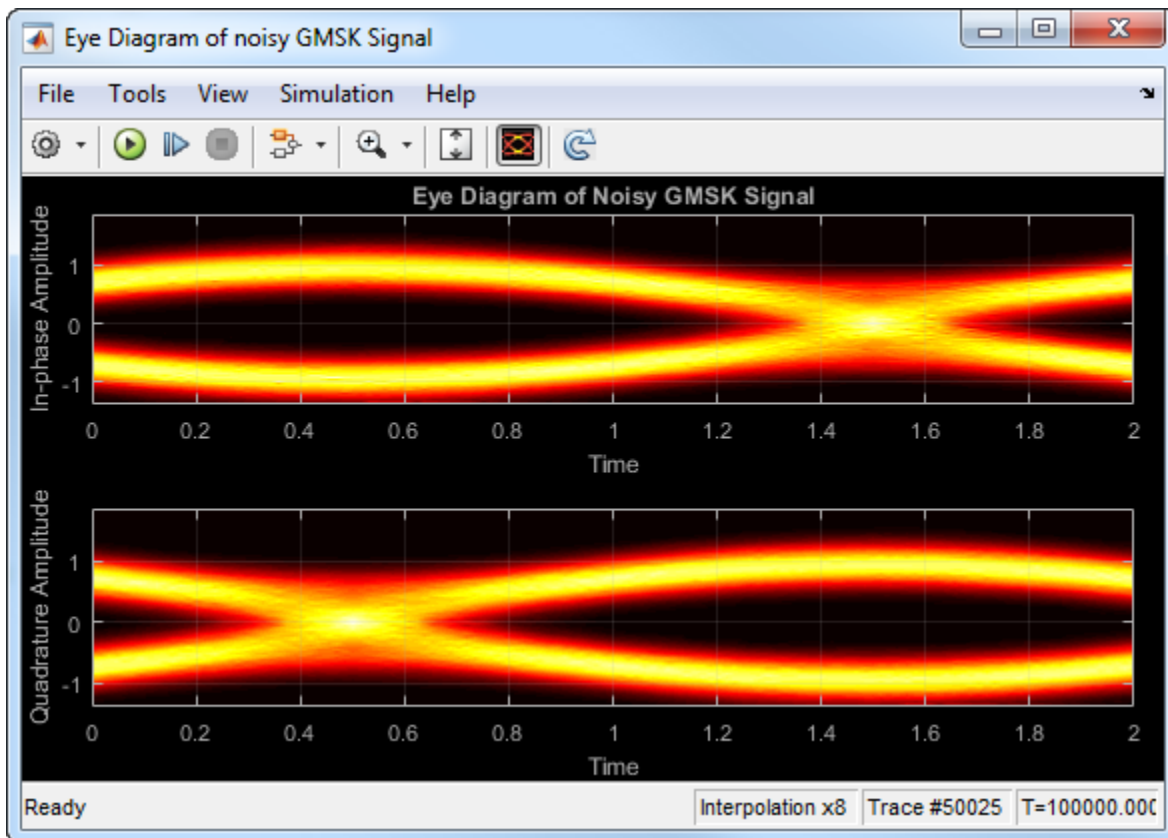 Eye Diagram of noisy GMSK Signal
File Tools View Simulation Help
Eye Diagram of Noisy GMSK Signal
In-phase Amplitude
1
0
-1
0 0.2 0.4 0.6 0.8 1 1.2 1.4 1.6 1.8 2
Time
Quadrature Amplitude
1
0
-1
0 0.2 0.4 0.6 0.8 1 1.2 1.4 1.6 1.8 2
Time
Ready Interpolation x8 Trace #50025 T=100000.000